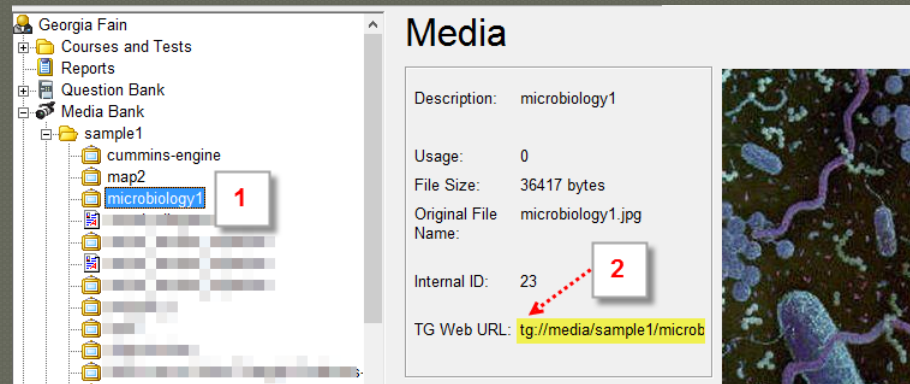 Georgia Fain
Courses and Tests
Reports
Question Bank
Media Bank
sample1
cummins-engine
map2
microbiology1
1
Media
Description: microbiology1
Usage: 0
File Size: 36417 bytes
Original File Name: microbiology1.jpg
Internal ID: 23
2
TG Web URL: tg://media/sample1/microb